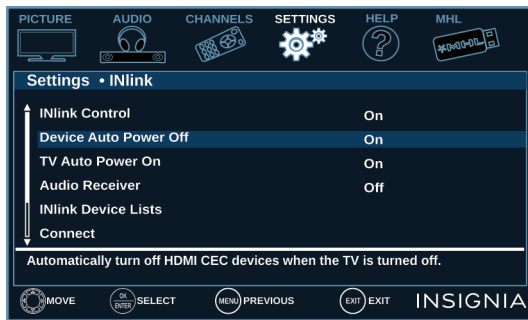 PICTURE AUDIO CHANNELS SETTINGS HELP MHL
MHL
Settings • INlink
INlink Control On
Device Auto Power Off On
TV Auto Power On On
Audio Receiver Off
INlink Device Lists
Connect
Automatically turn off HDMI CEC devices when the TV is turned off.
MOVE OK ENTER SELECT MENU PREVIOUS EXIT EXIT INSIGNIA